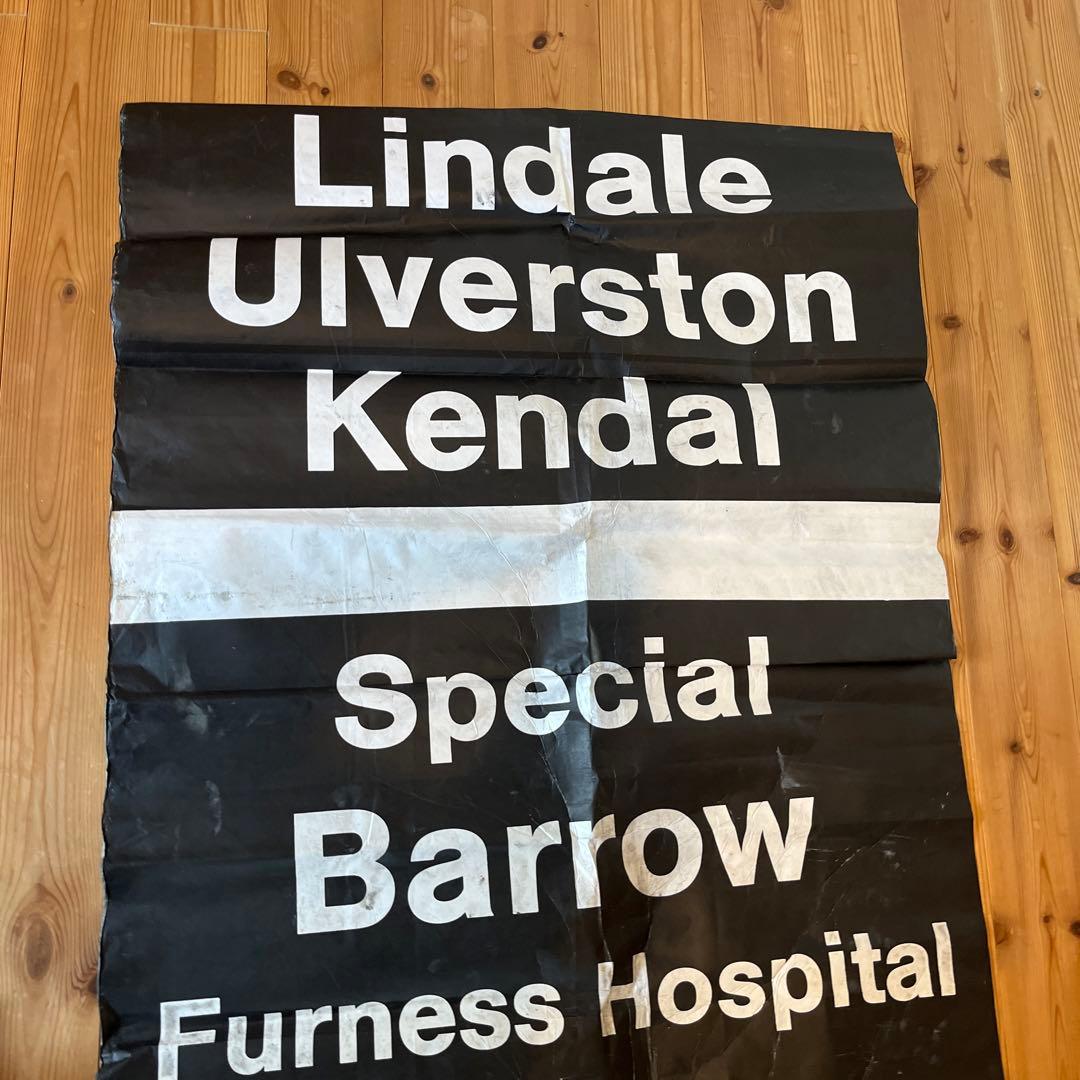 Lindale
Ulverston
Kendal
Special
Barrow
Furness Hospital